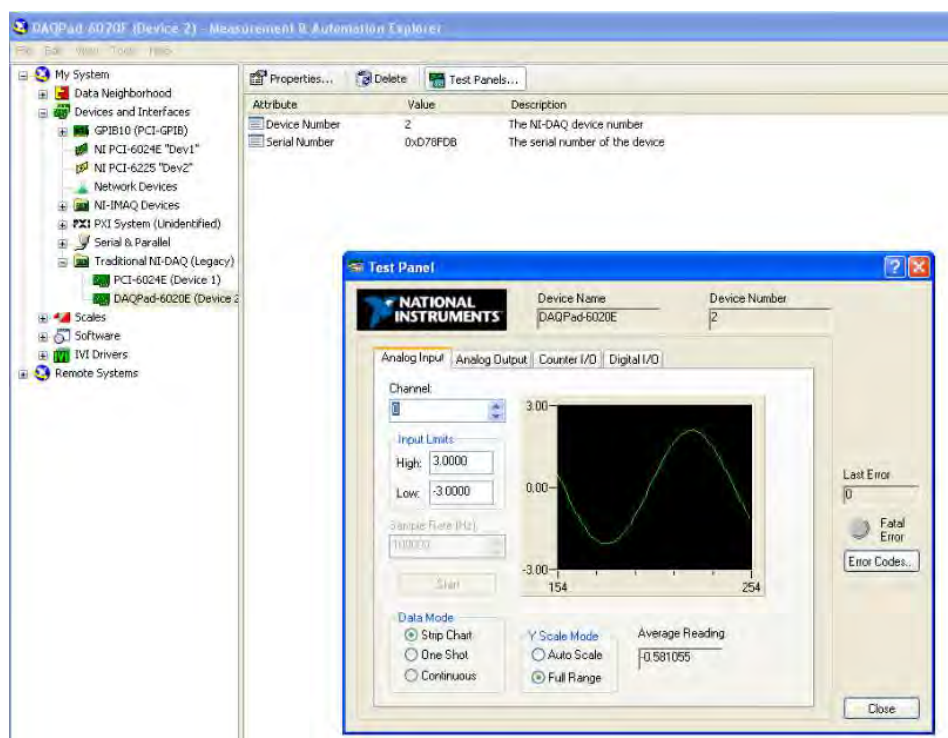 DAQPad-6020E (Device 2) - Measurement & Automation Explorer
File Edit View Tools Help
My System
Data Neighborhood
Devices and Interfaces
GPIB10 (PCI-GPIB)
NI PCI-6024E "Dev1"
NI PCI-6225 "Dev2"
Network Devices
NI-IMAQ Devices
PXI PXI System (Unidentified)
Serial & Parallel
Traditional NI-DAQ (Legacy)
PCI-6024E (Device 1)
DAQPad-6020E (Device 2
Scales
Software
IVI Drivers
Remote Systems
Properties... Delete Test Panels...
Attribute Value Description
Device Number 2 The NI-DAQ device number
Serial Number 0xD78FDB The serial number of the device
Test Panel
NATIONAL INSTRUMENTS
Device Name Device Number
DAQPad-6020E 2
Analog Input Analog Output Counter I/O Digital I/O
Channel:
0
Input Limits
High: 3.0000
Low: -3.0000
Sample Rate (Hz):
100000
Start
3.00
0.00
-3.00
154 254
Data Mode
Strip Chart
One Shot
Continuous
Y Scale Mode
Auto Scale
Full Range
Average Reading
-0.581055
Last Error
0
Fatal Error
Error Codes...
Close